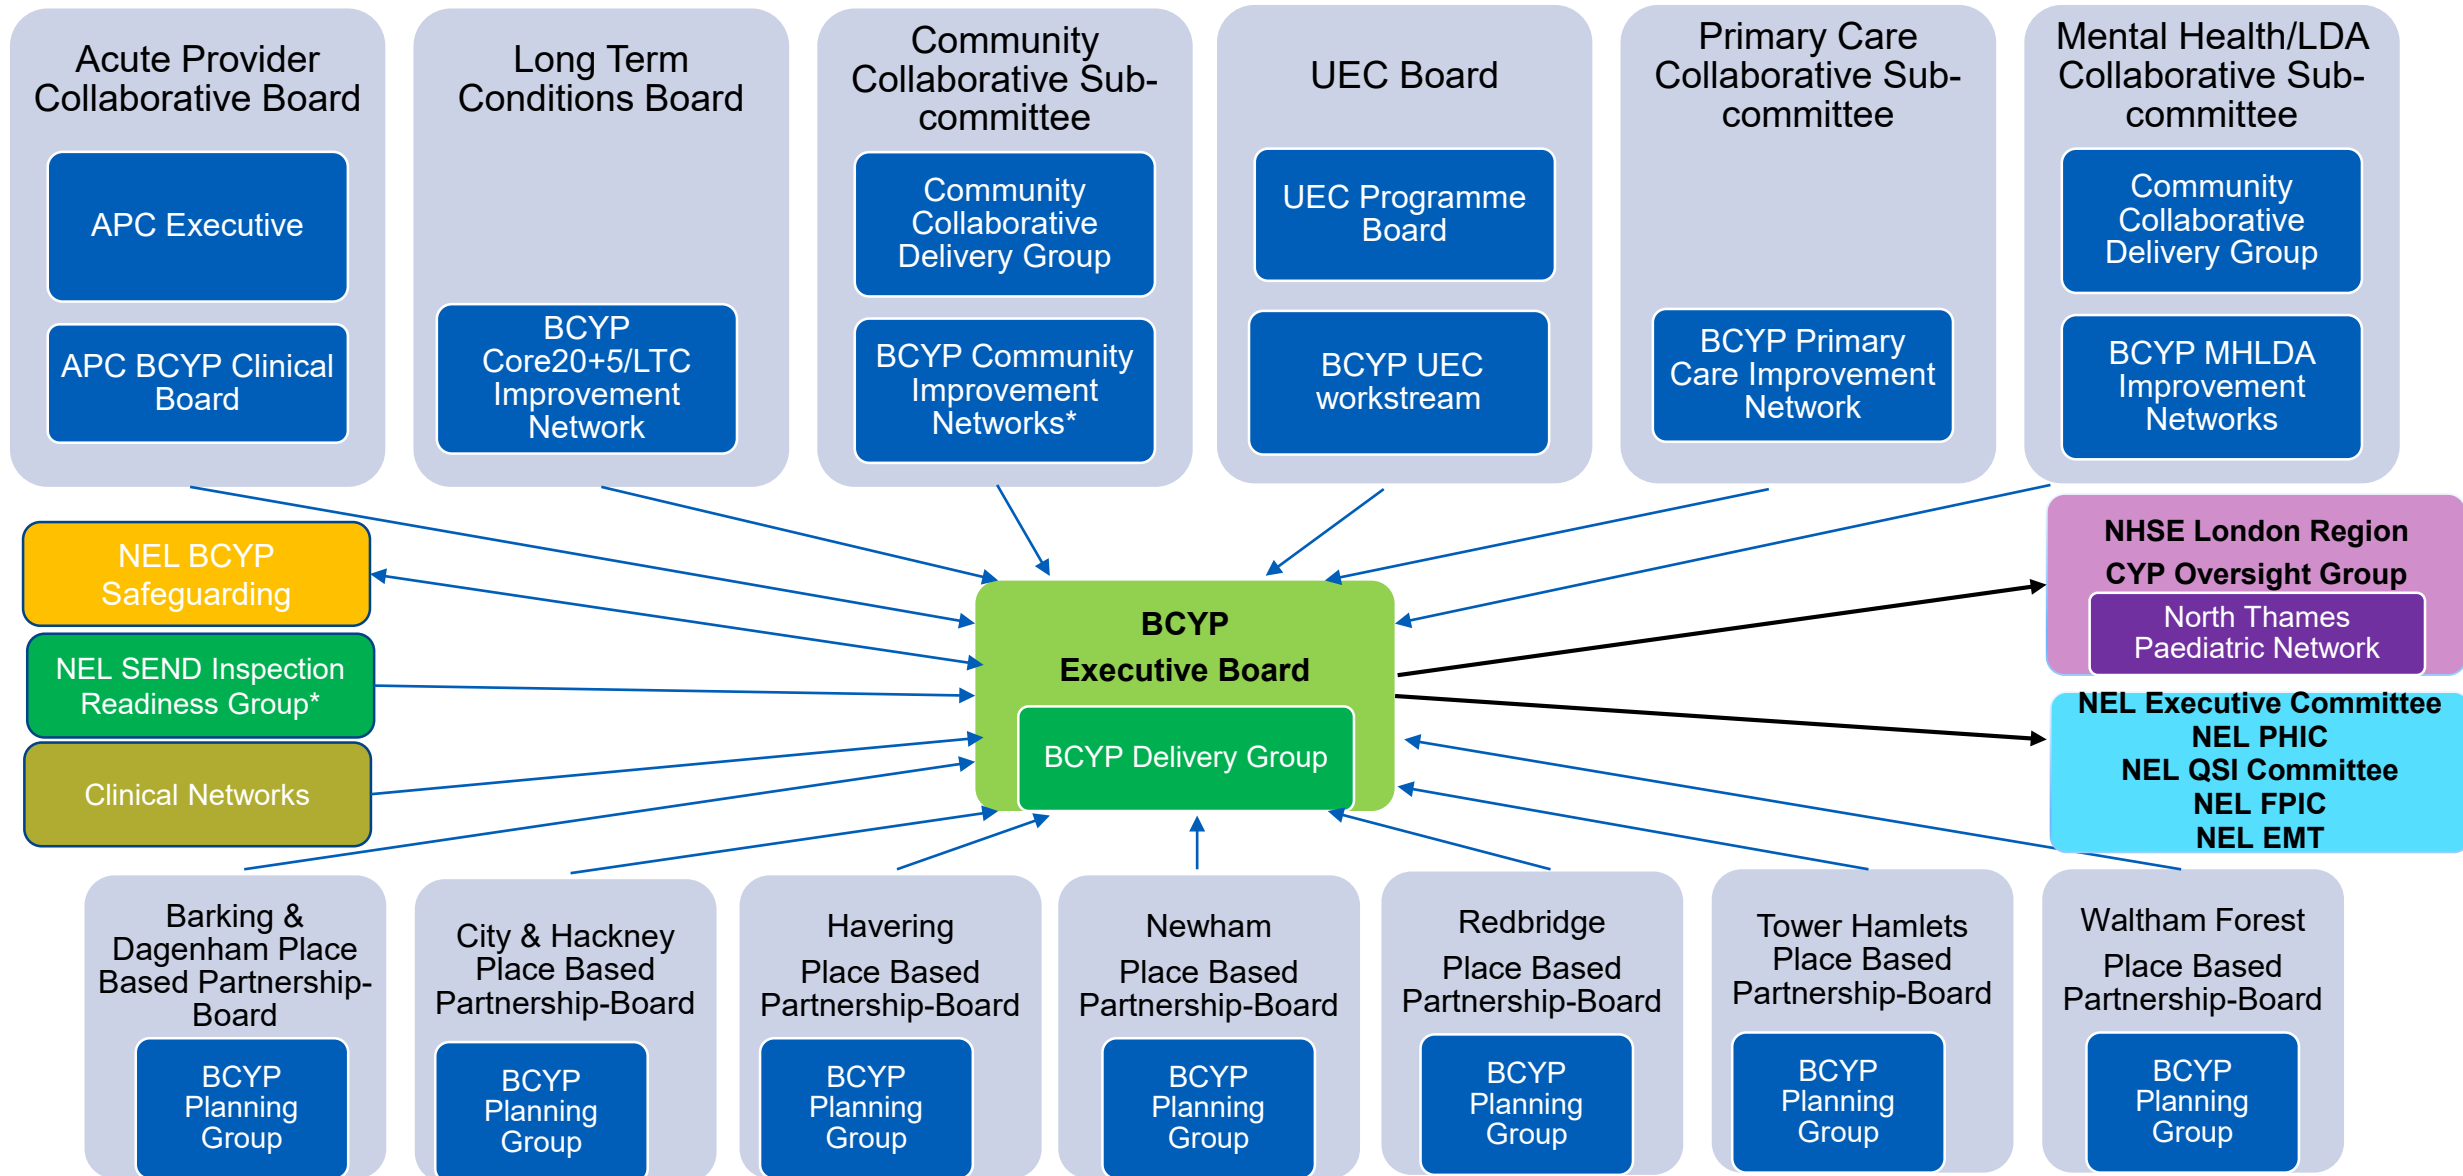 Acute Provider
Collaborative Board
APC Executive
APC BCYP Clinical
Board
Long Term
Conditions Board
BCYP
Core20+5/LTC
Improvement
Network
Community
Collaborative Sub-
committee
Community
Collaborative
Delivery Group
BCYP Community
Improvement
Networks*
UEC Board
UEC Programme
Board
BCYP UEC
workstream
Primary Care
Collaborative Sub-
committee
BCYP Primary
Care Improvement
Network
Mental Health/LDA
Collaborative Sub-
committee
Community
Collaborative
Delivery Group
BCYP MHLDA
Improvement
Networks
NEL BCYP
Safeguarding
NEL SEND Inspection
Readiness Group*
Clinical Networks
BCYP
Executive Board
BCYP Delivery Group
NHSE London Region
CYP Oversight Group
North Thames
Paediatric Network
NEL Executive Committee
NEL PHIC
NEL QSI Committee
NEL FPIC
NEL EMT
Barking &
Dagenham Place
Based Partnership-
Board
BCYP
Planning
Group
City & Hackney
Place Based
Partnership-Board
BCYP
Planning
Group
Havering
Place Based
Partnership-Board
BCYP
Planning
Group
Newham
Place Based
Partnership-Board
BCYP
Planning
Group
Redbridge
Place Based
Partnership-Board
BCYP
Planning
Group
Tower Hamlets
Place Based
Partnership-Board
BCYP
Planning
Group
Waltham Forest
Place Based
Partnership-Board
BCYP
Planning
Group